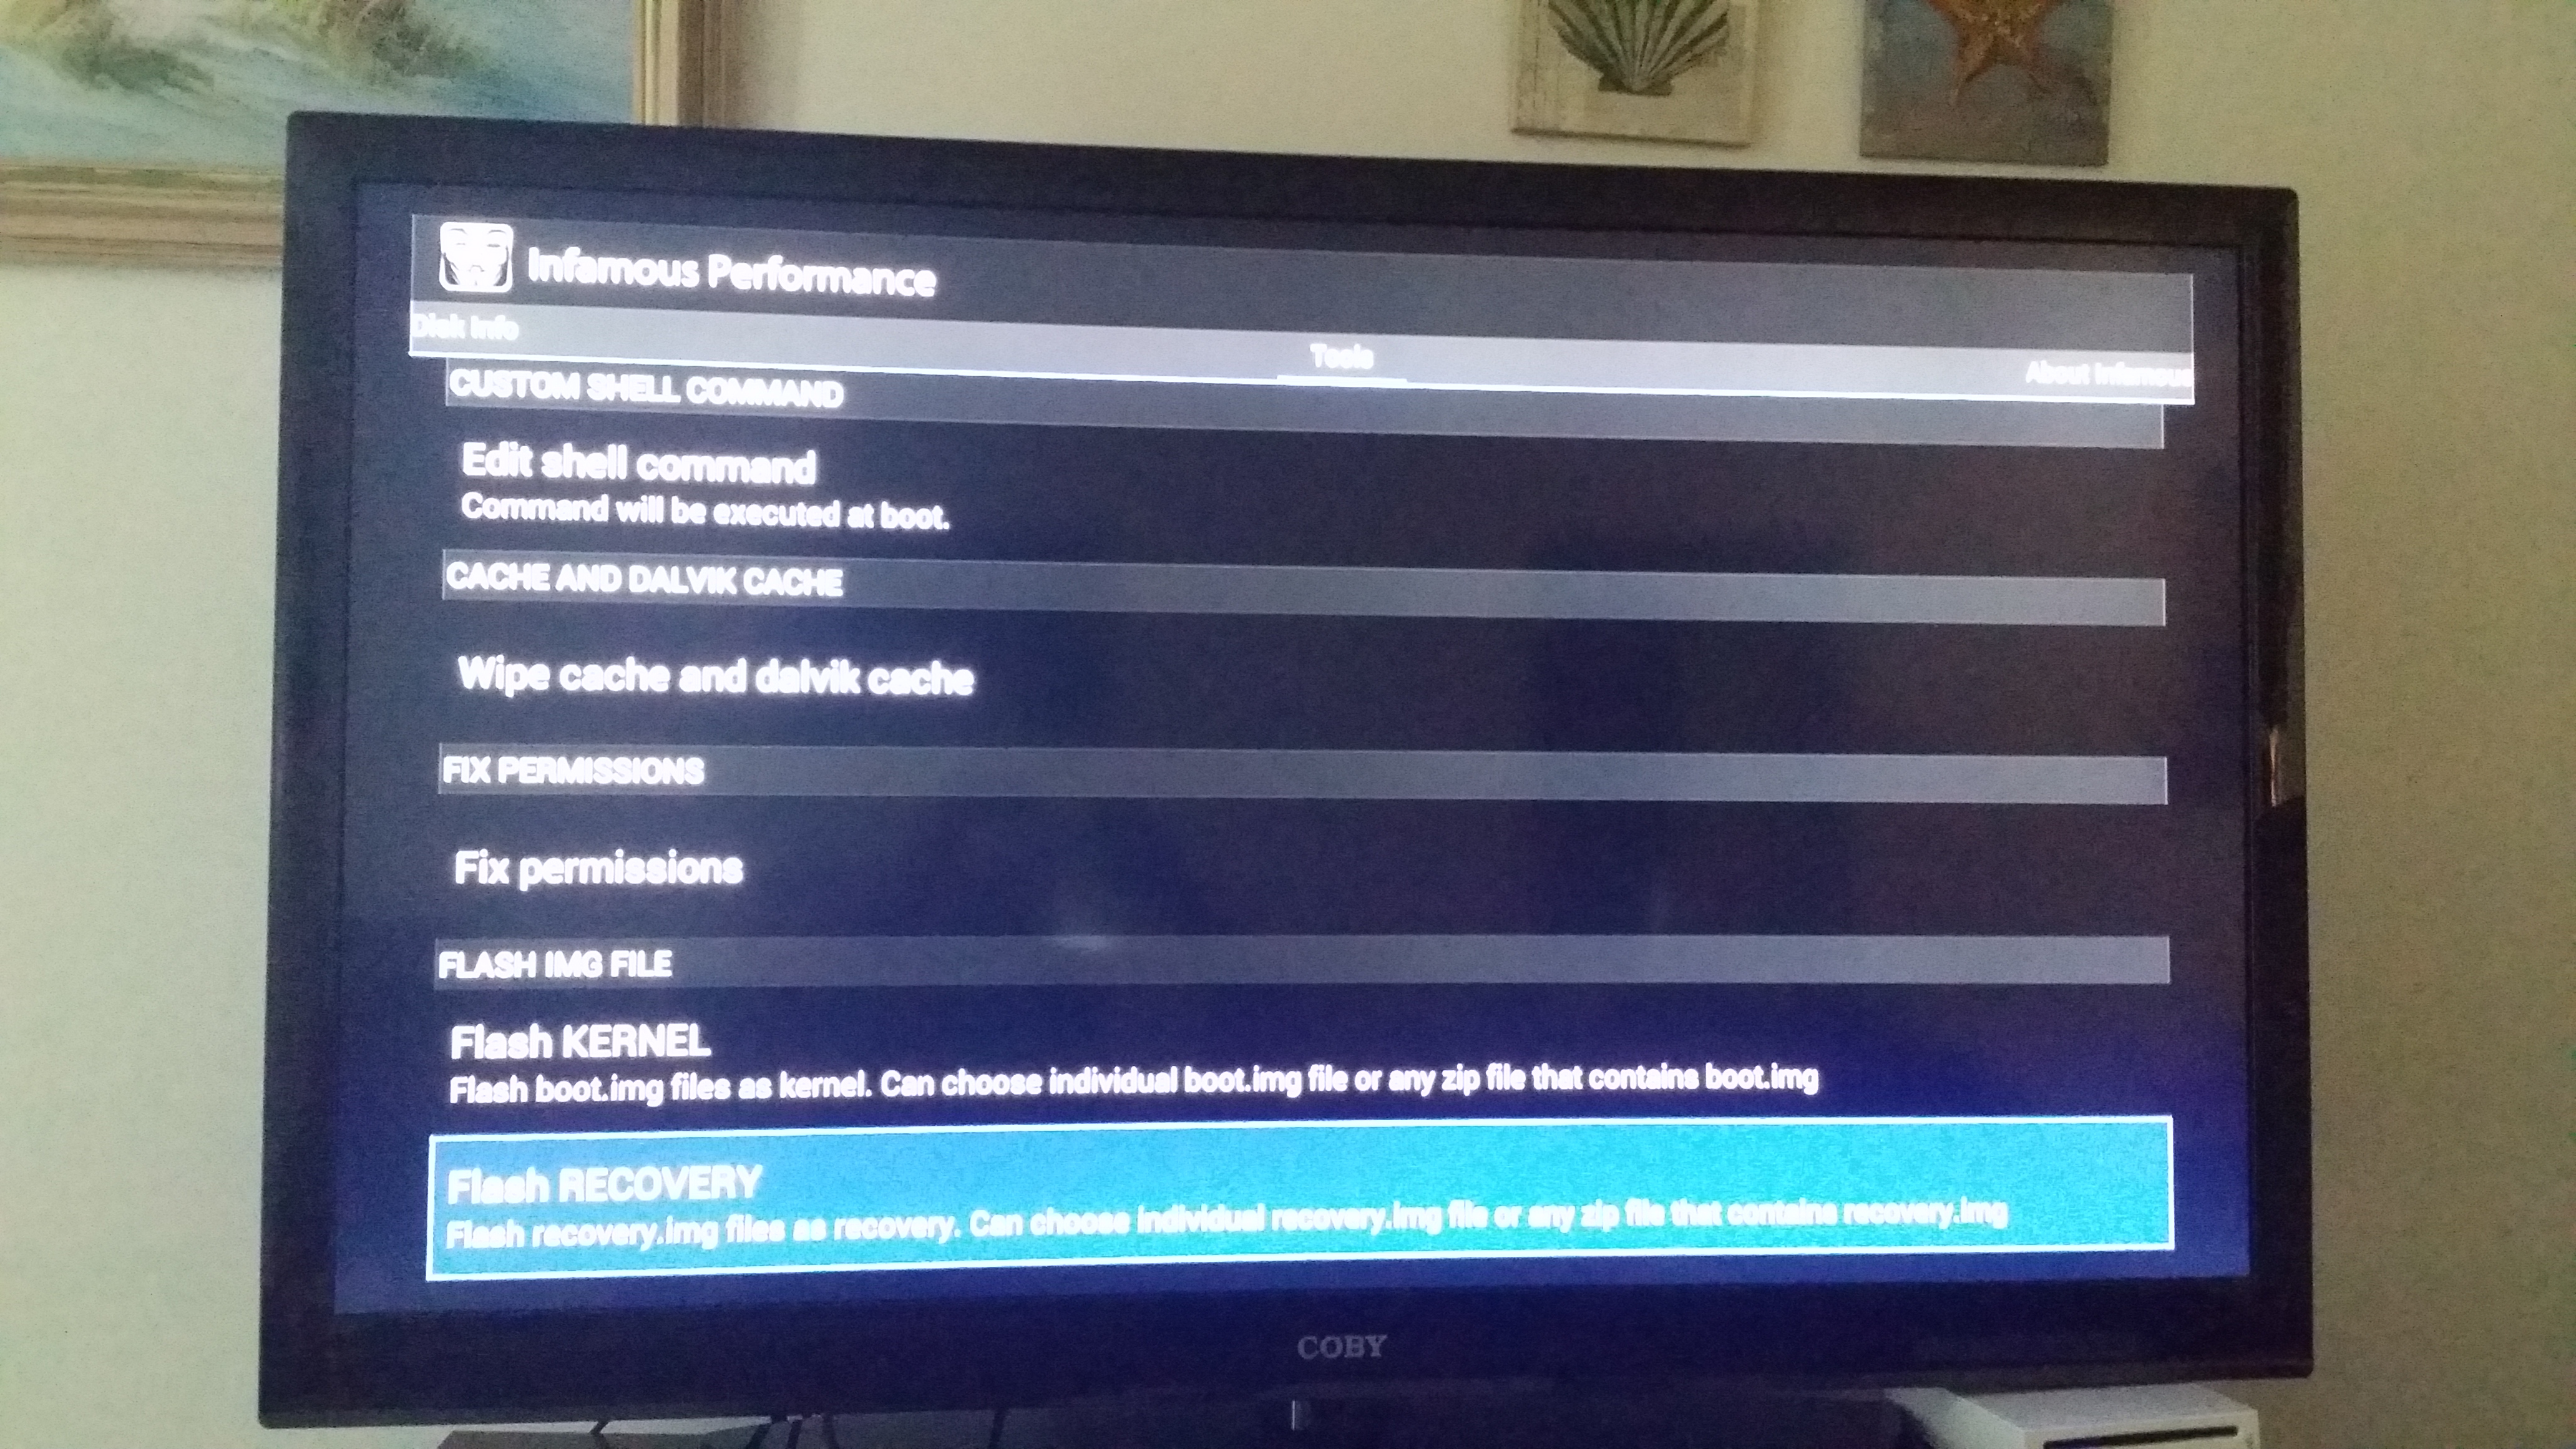 Infamous Performance
Disk Info
Tools
About Infamous
CUSTOM SHELL COMMAND
Edit shell command
Command will be executed at boot.
CACHE AND DALVIK CACHE
Wipe cache and dalvik cache
FIX PERMISSIONS
Fix permissions
FLASH IMG FILE
Flash KERNEL
Flash boot.img files as kernel. Can choose individual boot.img file or any zip file that contains boot.img
Flash RECOVERY
Flash recovery.img files as recovery. Can choose individual recovery.img file or any zip file that contains recovery.img
COBY